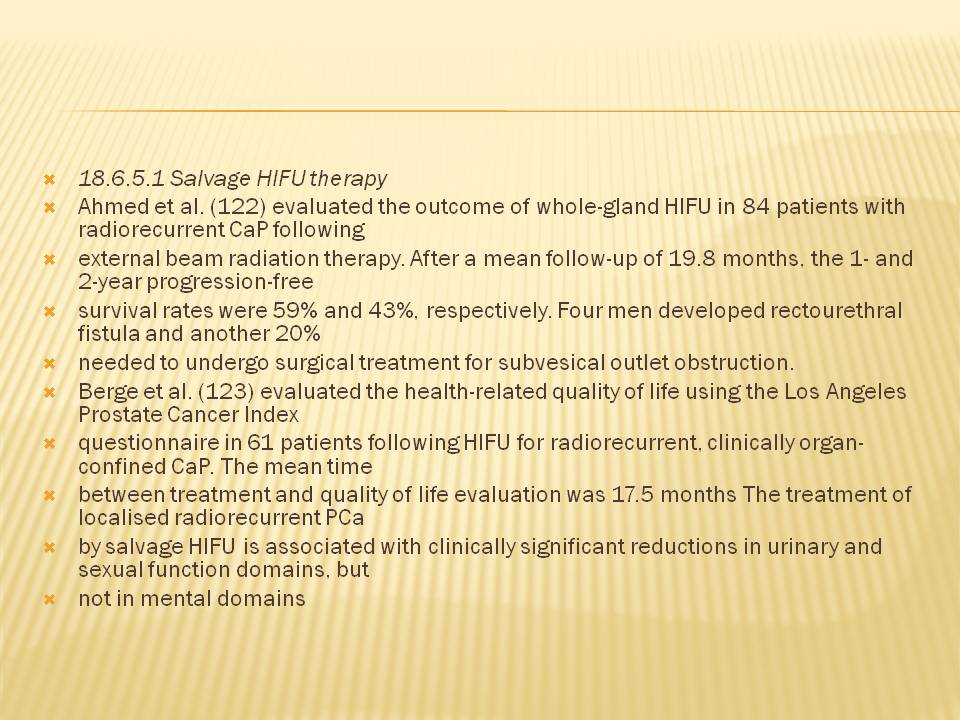 18.6.5.1 Salvage HIFU therapy
Ahmed et al. (122) evaluated the outcome of whole-gland HIFU in 84 patients with
radiorecurrent CaP following
external beam radiation therapy. After a mean follow-up of 19.8 months, the 1- and
2-year progression-free
survival rates were 59% and 43%, respectively. Four men developed rectourethral
fistula and another 20%
needed to undergo surgical treatment for subvesical outlet obstruction.
Berge et al. (123) evaluated the health-related quality of life using the Los Angeles
Prostate Cancer Index
questionnaire in 61 patients following HIFU for radiorecurrent, clinically organ-
confined CaP. The mean time
between treatment and quality of life evaluation was 17.5 months The treatment of
localised radiorecurrent PCa
by salvage HIFU is associated with clinically significant reductions in urinary and
sexual function domains, but
not in mental domains